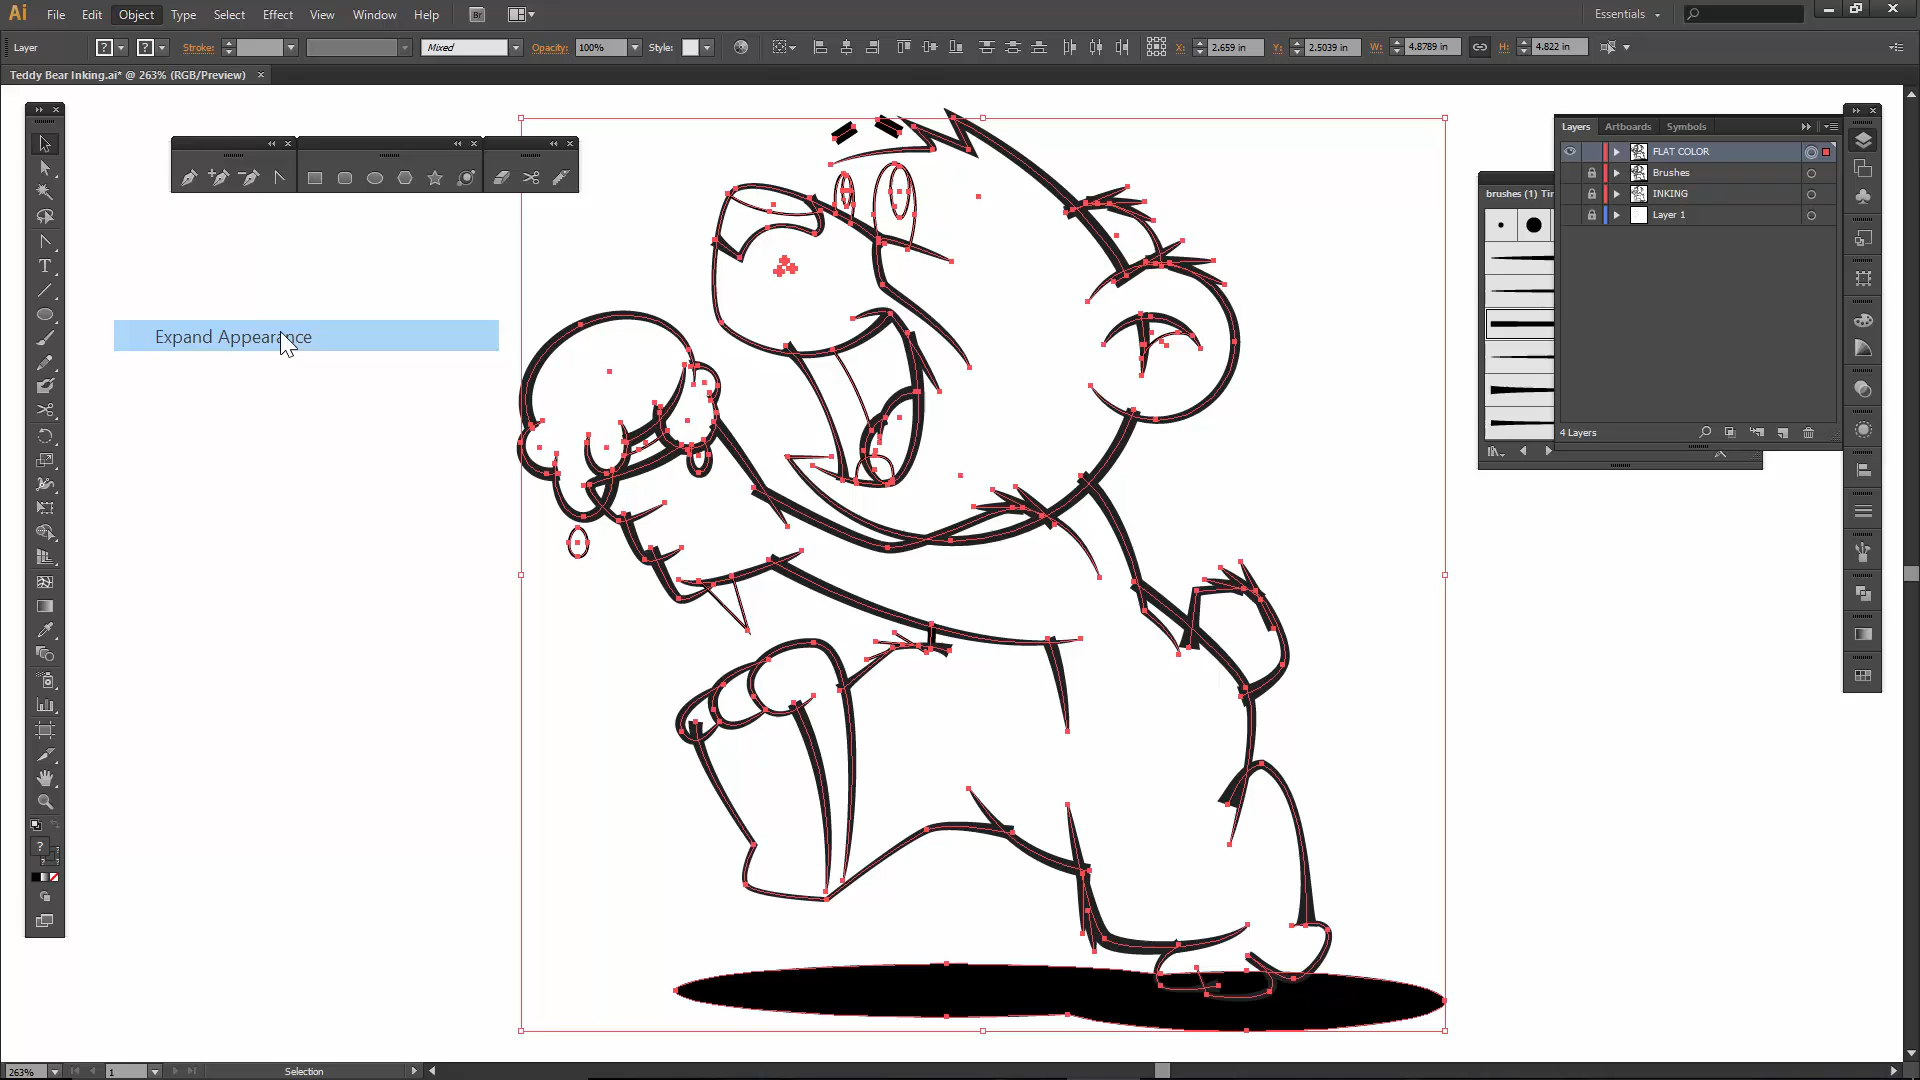 Ai File Edit Object Type Select Effect View Window Help Br Essentials
Layer ? ? Stroke: Mixed Opacity: 100% Style: X: 2.659 in Y: 2.5039 in W: 4.8789 in H: 4.822 in
Teddy Bear Inking.ai* @ 263% (RGB/Preview) ×
Layers Artboards Symbols
FLAT COLOR
Brushes
INKING
Layer 1
brushes (1) Tin
Expand Appearance
4 Layers
T
?
263% 1 Selection